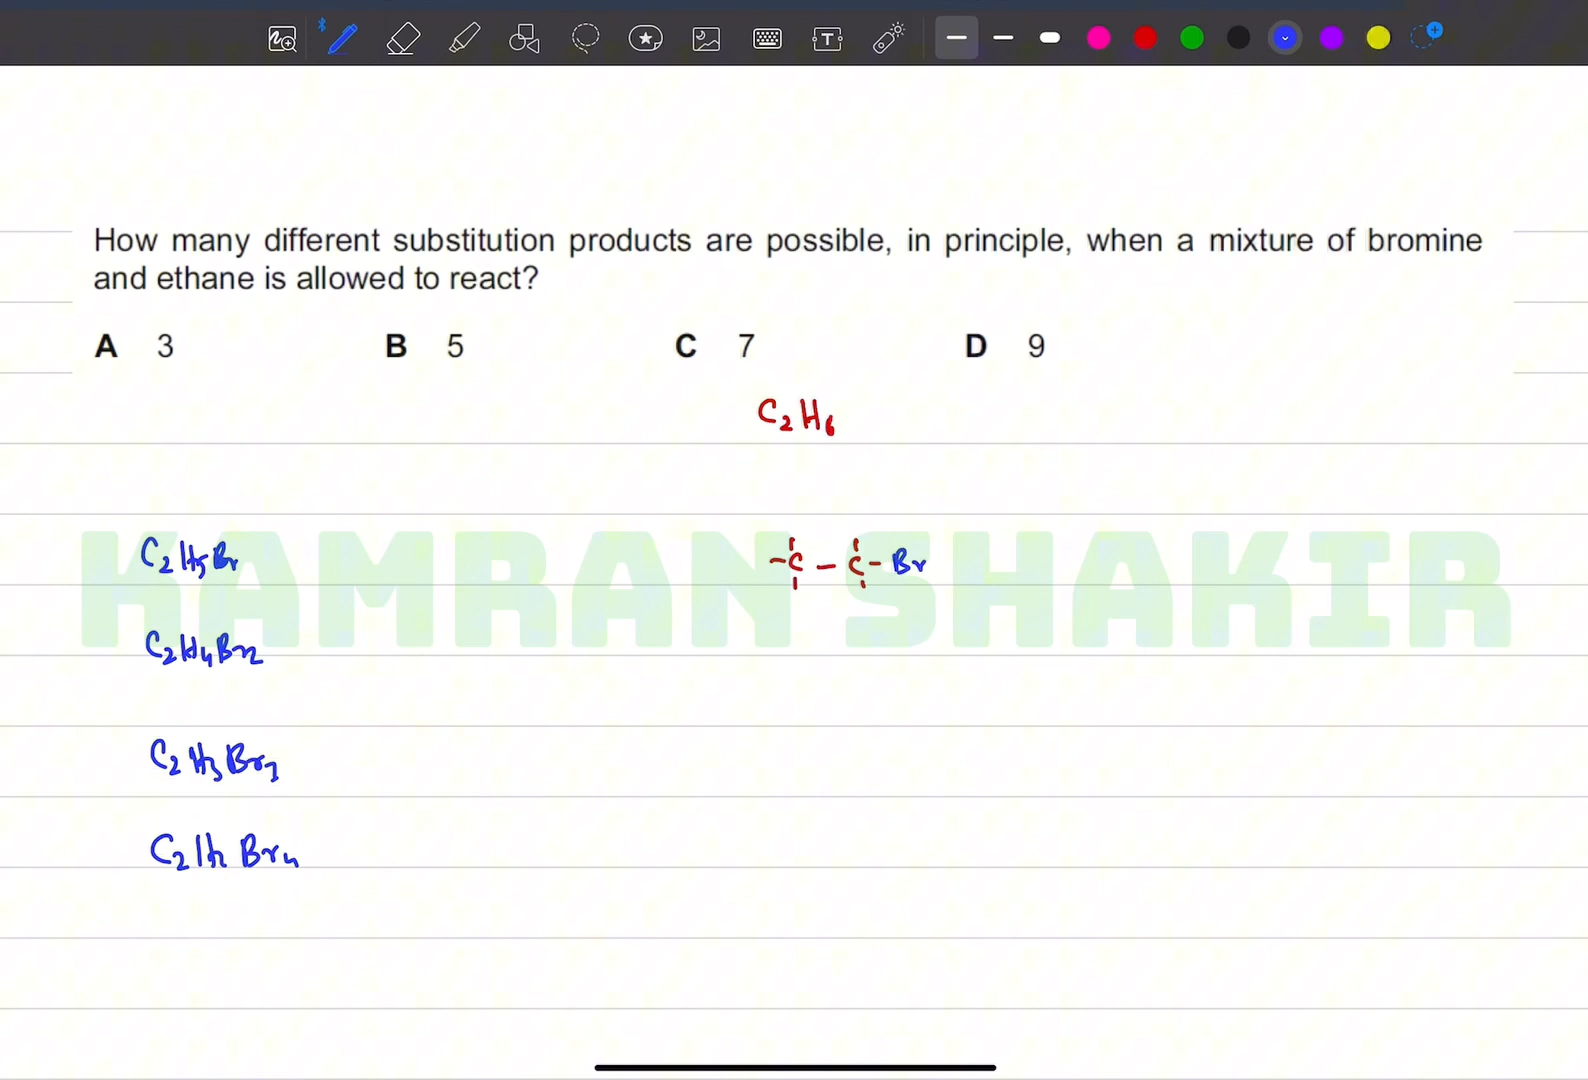 How many different substitution products are possible, in principle, when a mixture of bromine
and ethane is allowed to react?
A 3 B 5 C 7 D 9
C₂H₆
KAMRAN SHAKIR
C₂H₅Br
-C-C-Br
C₂H₄Br₂
C₂H₃Br₃
C₂H₂Br₄